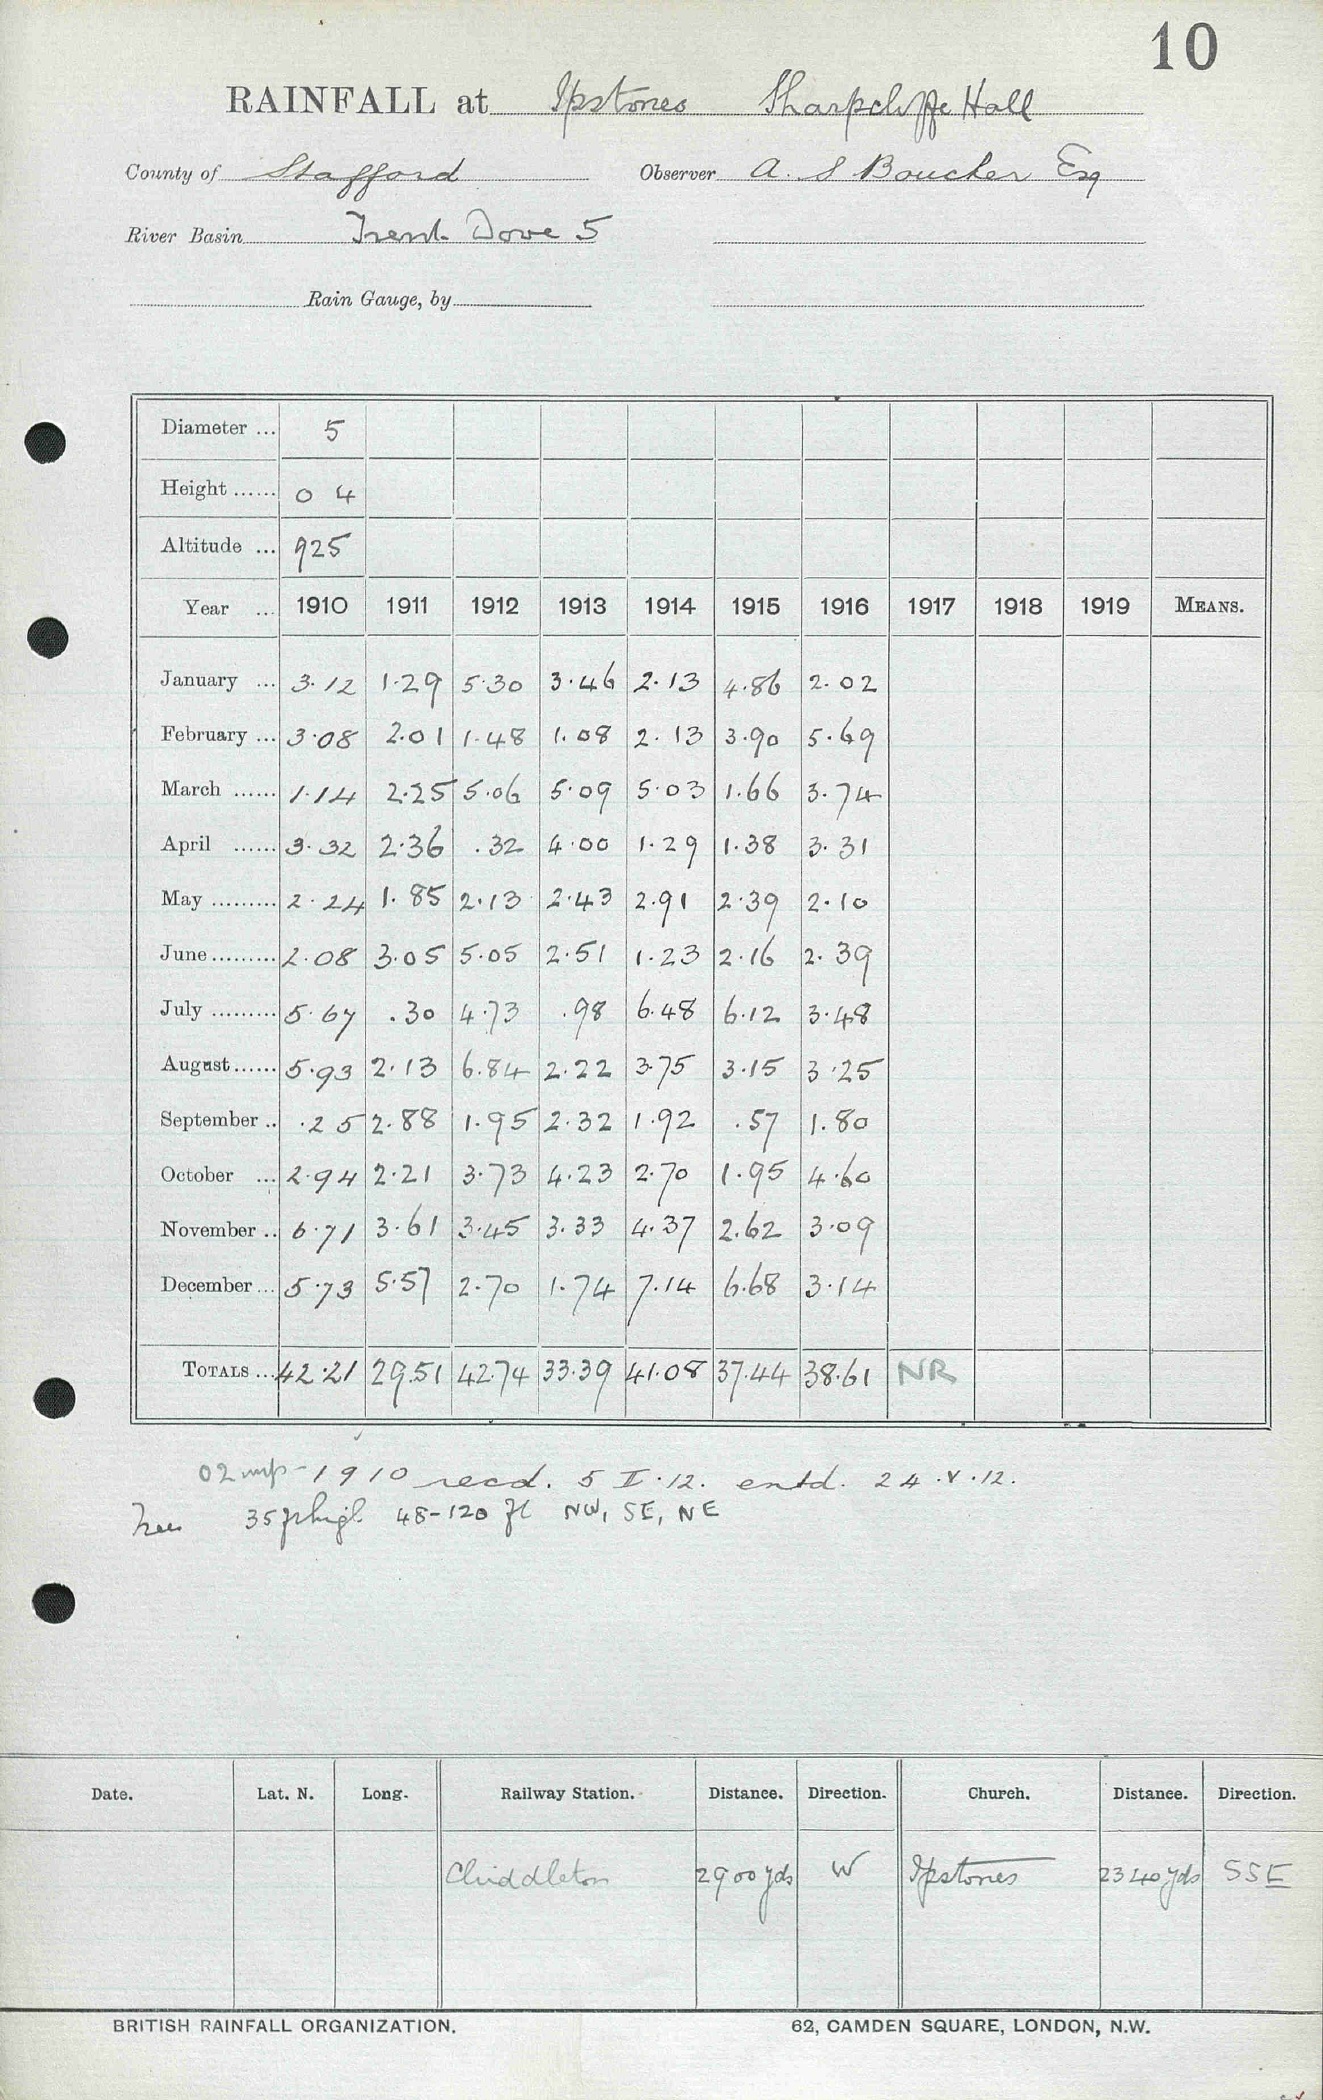 10
RAINFALL at Ipstones Sharpcliffe Hall
County of Stafford Observer A. S Boucher Esq
River Basin Trent Dove 5
Rain Gauge, by
Diameter ... 5
Height ...... 0 4
Altitude ... 925
Year ... 1910 1911 1912 1913 1914 1915 1916 1917 1918 1919 MEANS.
January ... 3.12 1.29 5.30 3.46 2.13 4.86 2.02
February ... 3.08 2.01 1.48 1.08 2.13 3.90 5.69
March ...... 1.14 2.25 5.06 5.09 5.03 1.66 3.74
April ...... 3.32 2.36 .32 4.00 1.29 1.38 3.31
May ......... 2.24 1.85 2.13 2.43 2.91 2.39 2.10
June ......... 2.08 3.05 5.05 2.51 1.23 2.16 2.39
July ......... 5.67 .30 4.73 .98 6.48 6.12 3.48
August ...... 5.93 2.13 6.84 2.22 3.75 3.15 3.25
September .. .25 2.88 1.95 2.32 1.92 .57 1.80
October ... 2.94 2.21 3.73 4.23 2.70 1.95 4.60
November .. 6.71 3.61 3.45 3.33 4.37 2.62 3.09
December ... 5.73 5.57 2.70 1.74 7.14 6.68 3.14
TOTALS ... 42.21 29.51 42.74 33.39 41.08 37.44 38.61 NR
1910 recd. 5 II.12. entd. 24.V.12.
Trees 35 ft high 48-120 ft NW, SE, NE
Date. Lat. N. Long. Railway Station. Distance. Direction. Church. Distance. Direction.
Cheddleton 2900 yds W Ipstones 2340 yds SSE
BRITISH RAINFALL ORGANIZATION. 62, CAMDEN SQUARE, LONDON, N.W.